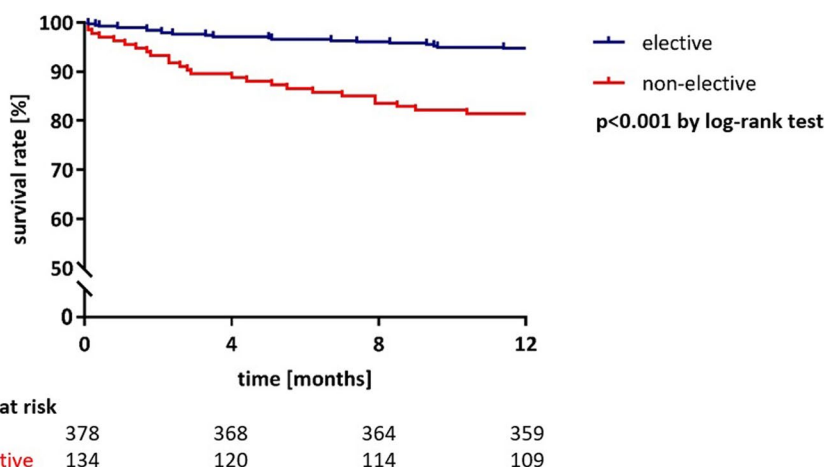 100
90
80
70
60
50
0
survival rate [%]
0 4 8 12
time [months]
elective
non-elective
p<0.001 by log-rank test
at risk
378 368 364 359
tive 134 120 114 109